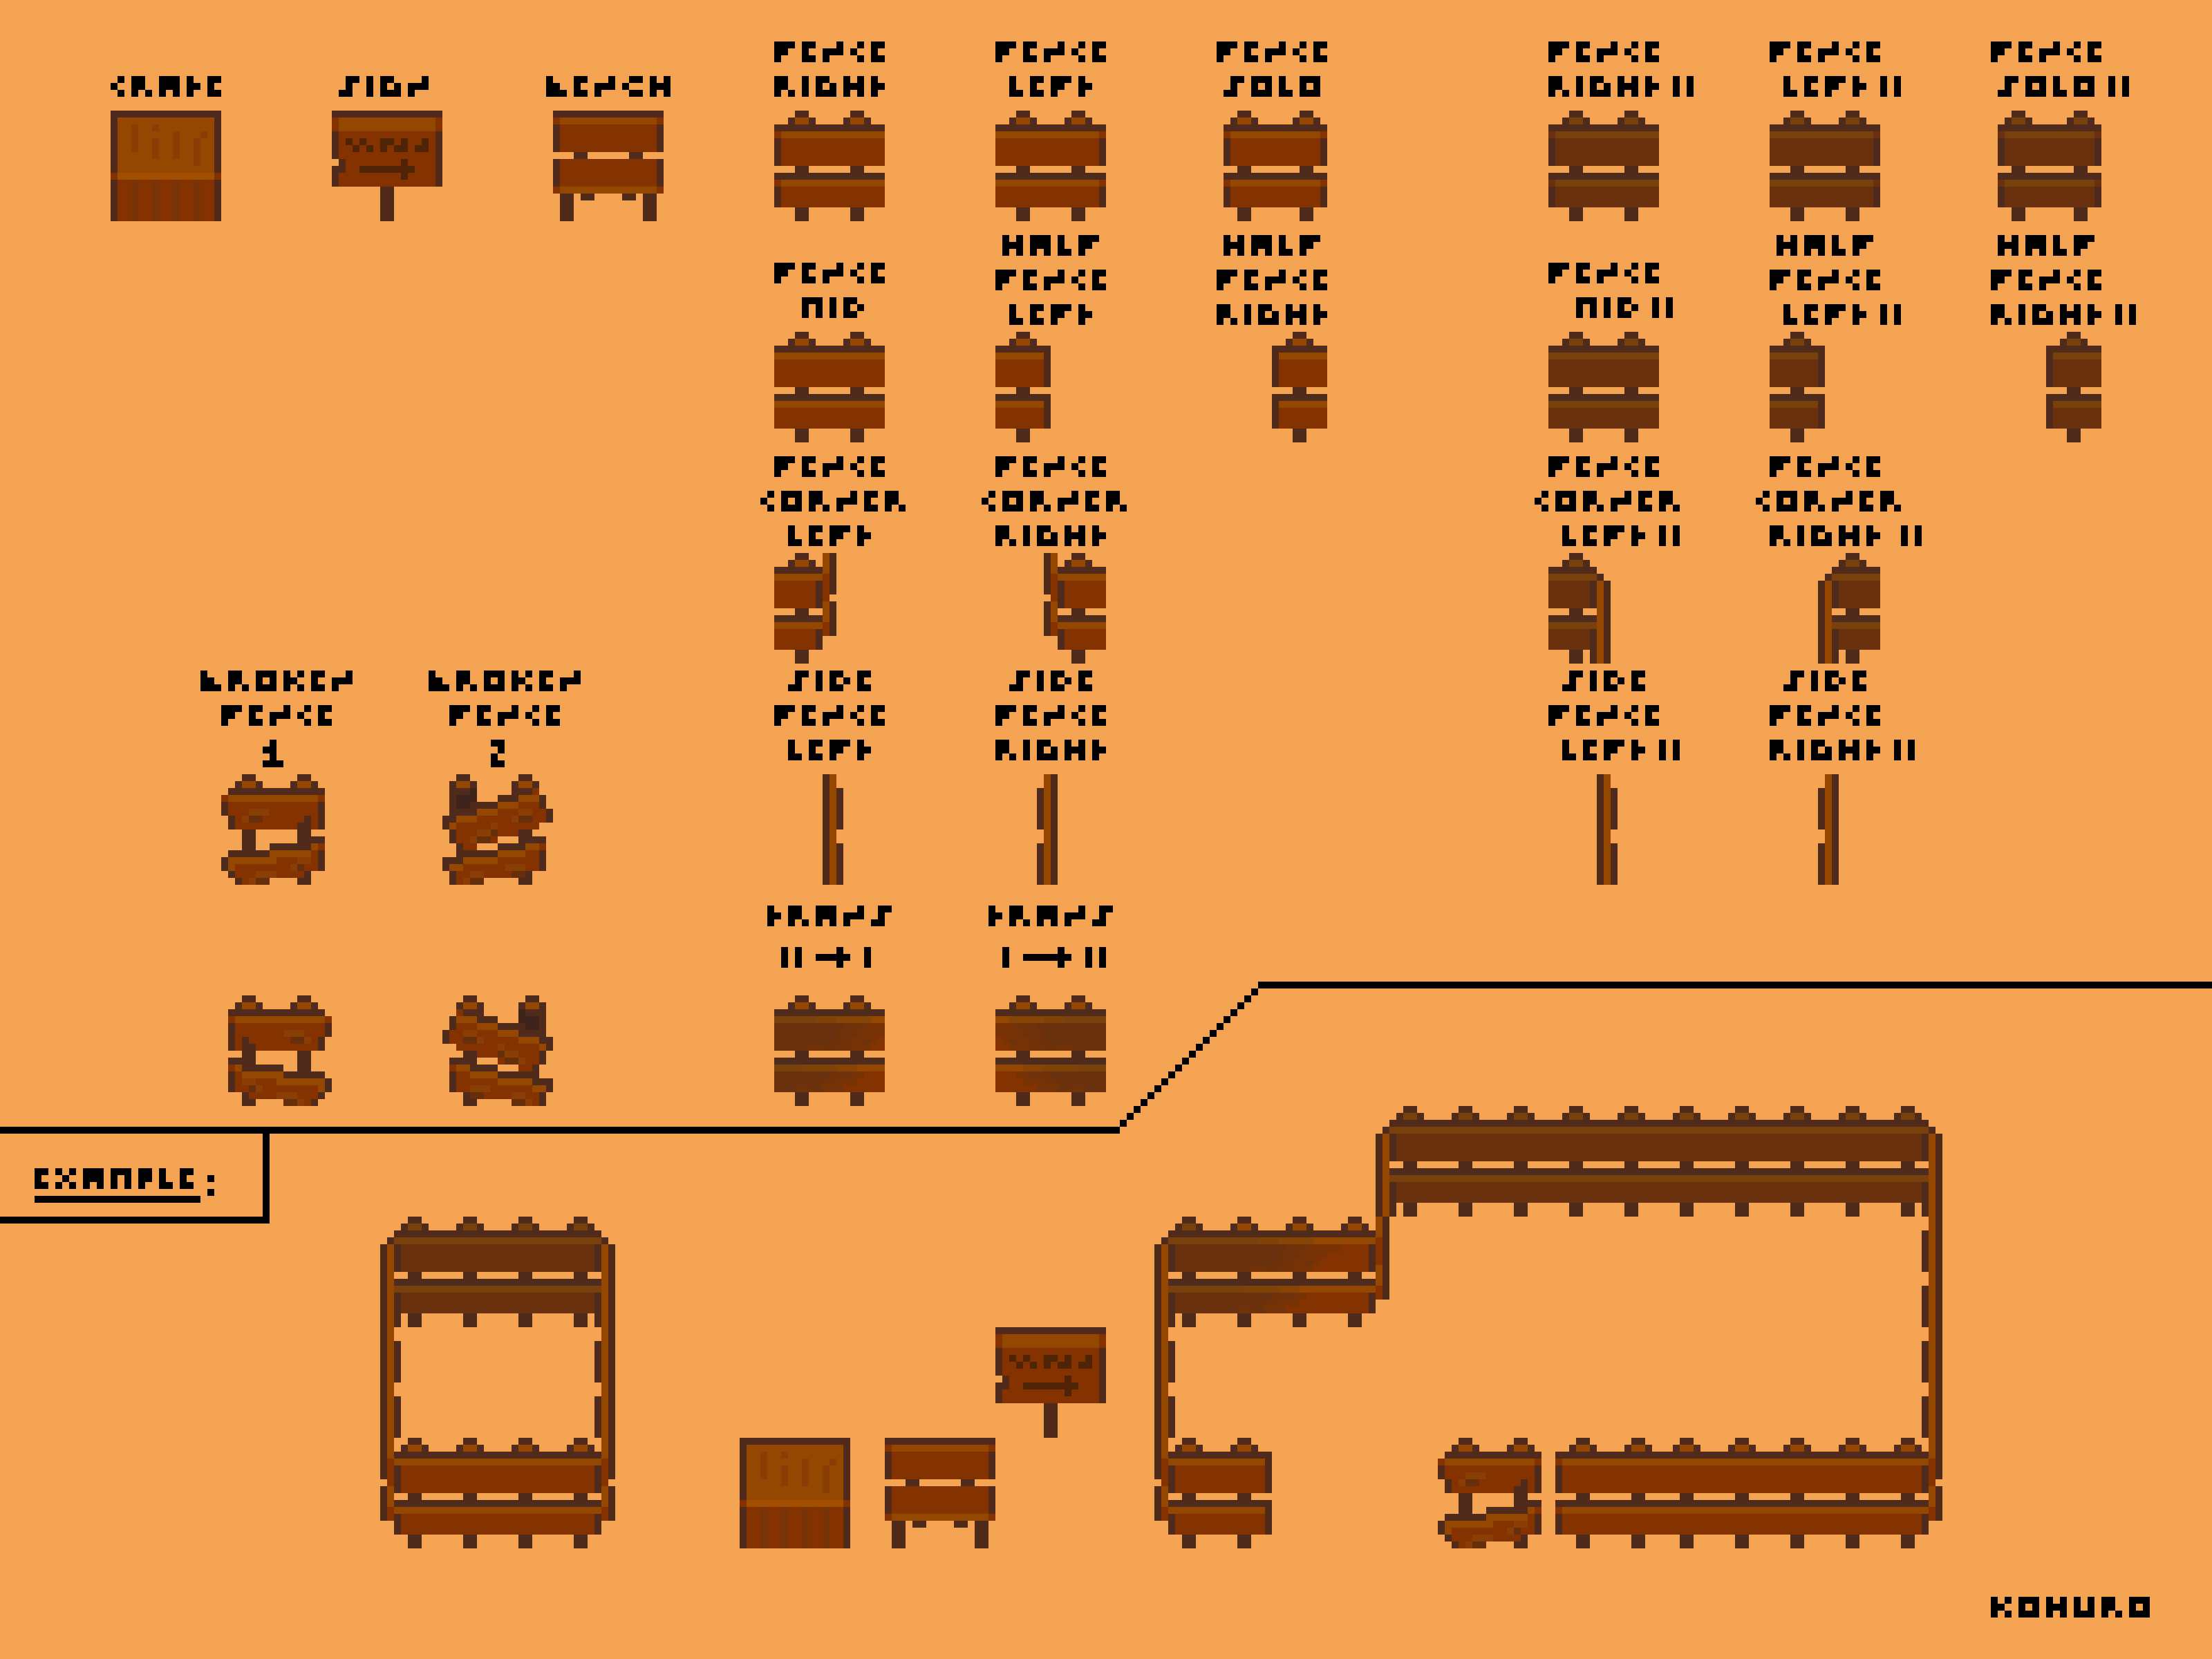 CRATE
SIGN
BENCH
FENCE
RIGHT
FENCE
LEFT
FENCE
SOLO
FENCE
RIGHT II
FENCE
LEFT II
FENCE
SOLO II
FENCE
MID
HALF
FENCE
LEFT
HALF
FENCE
RIGHT
FENCE
MID II
HALF
FENCE
LEFT II
HALF
FENCE
RIGHT II
FENCE
CORNER
LEFT
FENCE
CORNER
RIGHT
FENCE
CORNER
LEFT II
FENCE
CORNER
RIGHT II
BROKEN
FENCE
1
BROKEN
FENCE
2
SIDE
FENCE
LEFT
SIDE
FENCE
RIGHT
SIDE
FENCE
LEFT II
SIDE
FENCE
RIGHT II
TRANS
II → I
TRANS
I → II
EXAMPLE:
KOHURO